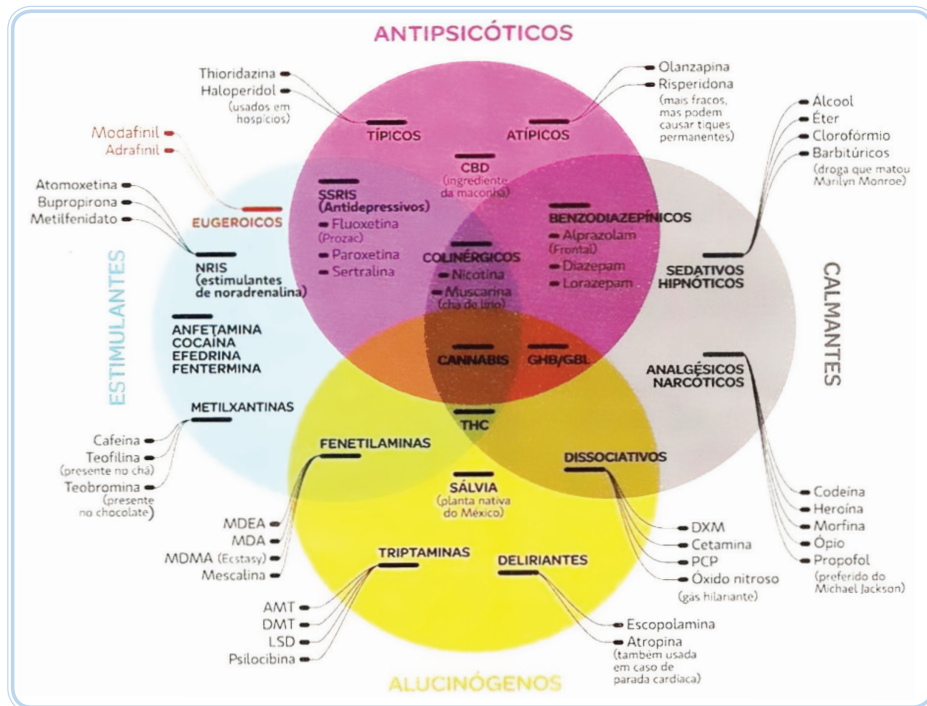 ANTIPSICÓTICOS
Thioridazina
Haloperidol
(usados em
hospícios)
TÍPICOS
Olanzapina
Risperidona
(mais fracos,
mas podem
causar tiques
permanentes)
ATÍPICOS
CBD
(ingrediente
da maconha)
Álcool
Éter
Clorofórmio
Barbitúricos
(droga que matou
Marilyn Monroe)
SEDATIVOS
HIPNÓTICOS
Modafinil
Adrafinil
EUGEROICOS
Atomoxetina
Bupropirona
Metilfenidato
NRIS
(estimulantes
de noradrenalina)
SSRIS
(Antidepressivos)
Fluoxetina
(Prozac)
Paroxetina
Sertralina
COLINÉRGICOS
Nicotina
Muscarina
(chá de lírio)
BENZODIAZEPÍNICOS
Alprazolam
(Frontal)
Diazepam
Lorazepam
ESTIMULANTES
CALMANTES
ANFETAMINA
COCAÍNA
EFEDRINA
FENTERMINA
CANNABIS
GHB/GBL
ANALGÉSICOS
NARCÓTICOS
METILXANTINAS
Cafeína
Teofilina
(presente no chá)
Teobromina
(presente
no chocolate)
THC
FENETILAMINAS
MDEA
MDA
MDMA (Ecstasy)
Mescalina
SÁLVIA
(planta nativa
do México)
DISSOCIATIVOS
DXM
Cetamina
PCP
Óxido nitroso
(gás hilariante)
Codeína
Heroína
Morfina
Ópio
Propofol
(preferido do
Michael Jackson)
TRIPTAMINAS
AMT
DMT
LSD
Psilocibina
DELIRIANTES
Escopolamina
Atropina
(também usada
em caso de
parada cardíaca)
ALUCINÓGENOS